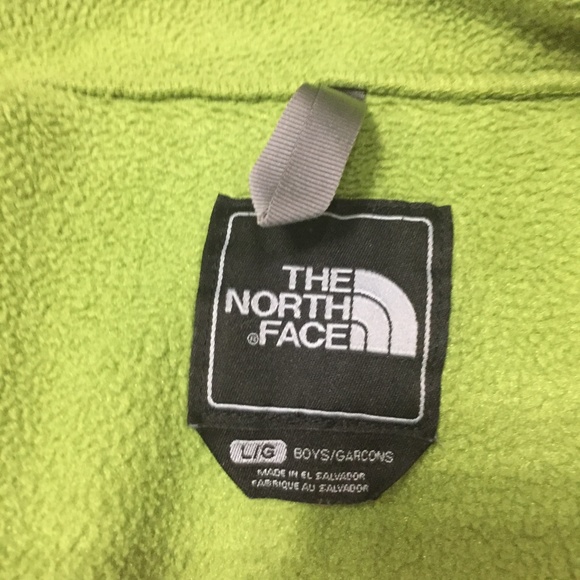 THE
NORTH
®FACE
L/G BOYS/GARCONS
MADE IN EL SALVADOR
FABRIQUE AU SALVADOR